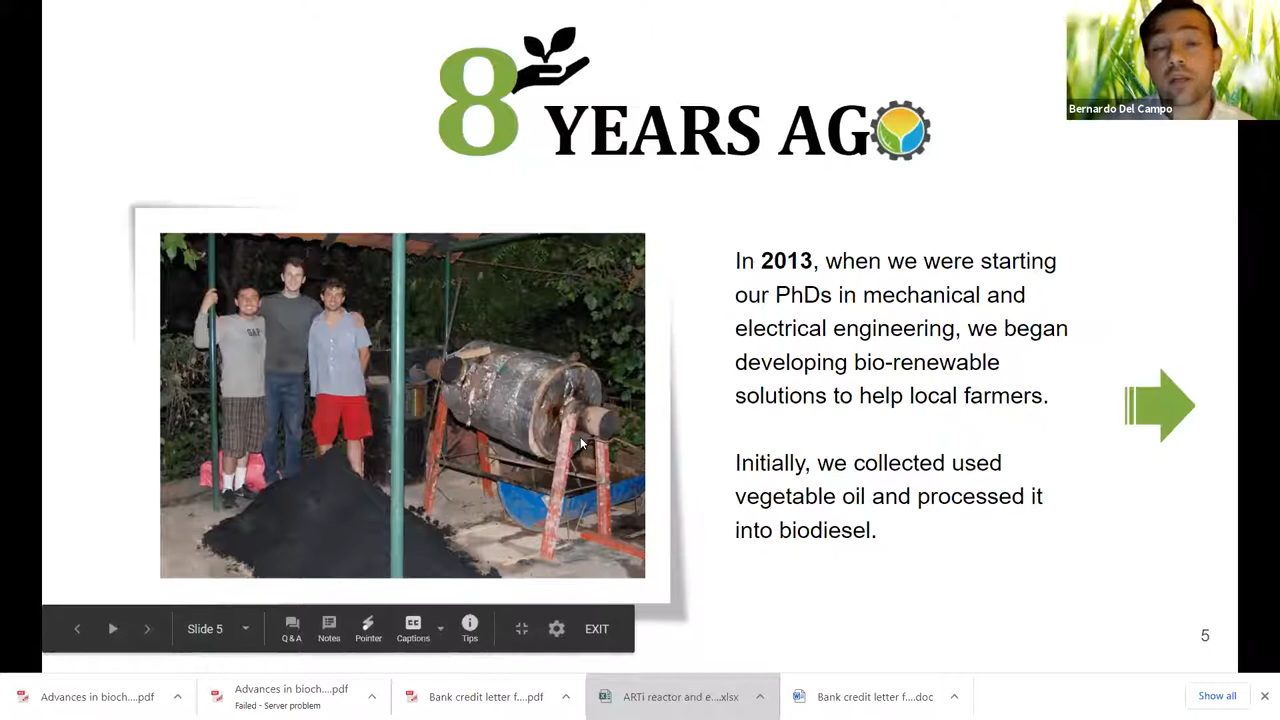 8 YEARS AGO
Bernardo Del Campo
GAP
In 2013, when we were starting
our PhDs in mechanical and
electrical engineering, we began
developing bio-renewable
solutions to help local farmers.
Initially, we collected used
vegetable oil and processed it
into biodiesel.
Slide 5
Q&A
Notes
Pointer
Captions
Tips
EXIT
5
Advances in bioch....pdf
Advances in bioch....pdf
Failed - Server problem
Bank credit letter f....pdf
ARTi reactor and e....xlsx
Bank credit letter f....doc
Show all